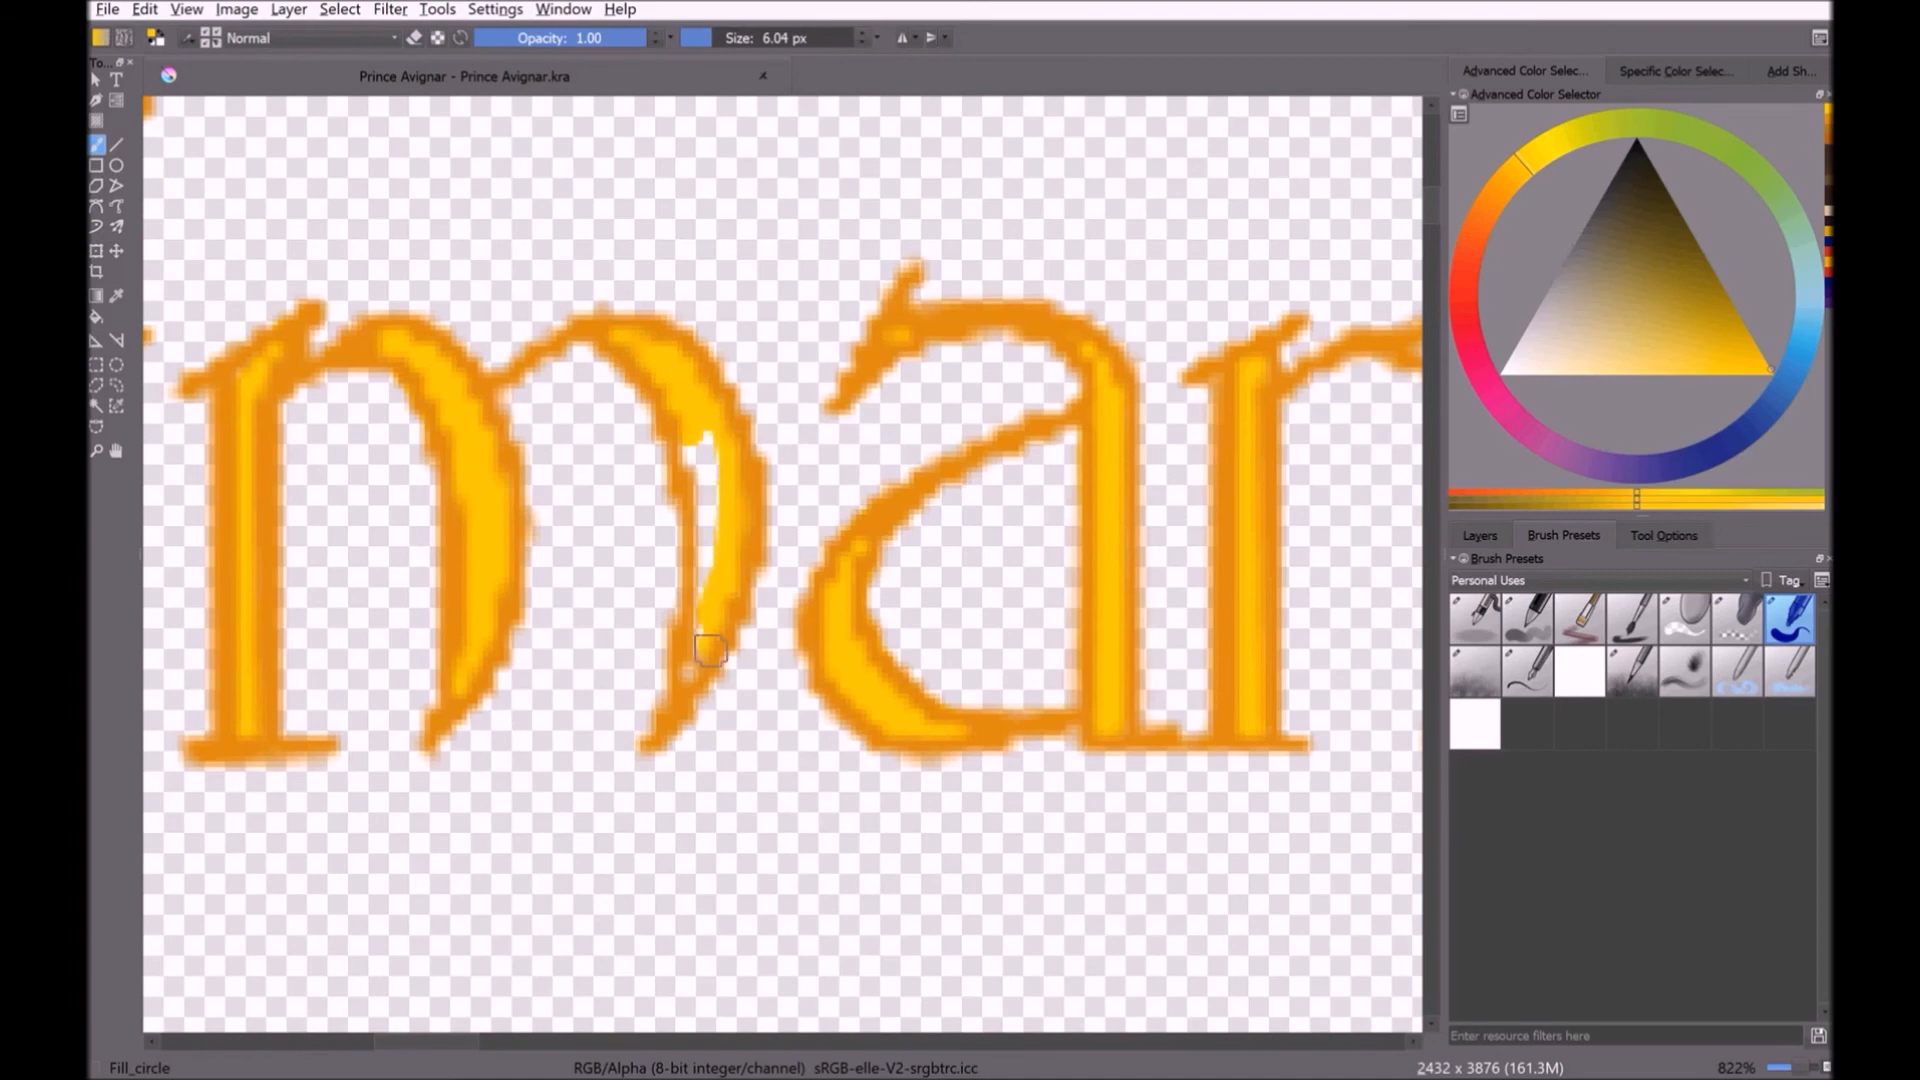 File Edit View Image Layer Select Filter Tools Settings Window Help
Normal Opacity: 1.00 Size: 6.04 px
To...
Prince Avignar - Prince Avignar.kra
Advanced Color Selec... Specific Color Selec... Add Sh...
Advanced Color Selector
mar
Layers Brush Presets Tool Options
Brush Presets
Personal Uses Tag
Enter resource filters here
Fill_circle RGB/Alpha (8-bit integer/channel) sRGB-elle-V2-srgbtrc.icc 2432 x 3876 (161.3M) 822%